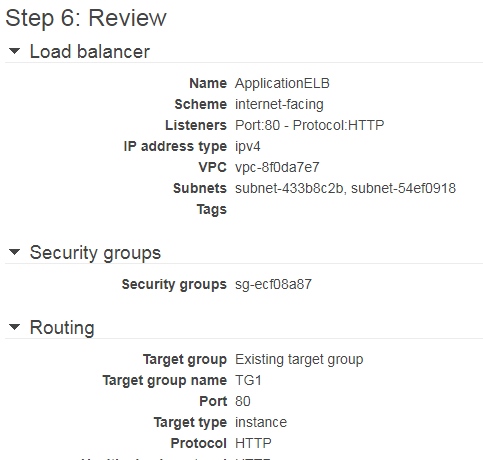 Step 6: Review
Load balancer
Name ApplicationELB
Scheme internet-facing
Listeners Port:80 - Protocol:HTTP
IP address type ipv4
VPC vpc-8f0da7e7
Subnets subnet-433b8c2b, subnet-54ef0918
Tags
Security groups
Security groups sg-ecf08a87
Routing
Target group Existing target group
Target group name TG1
Port 80
Target type instance
Protocol HTTP